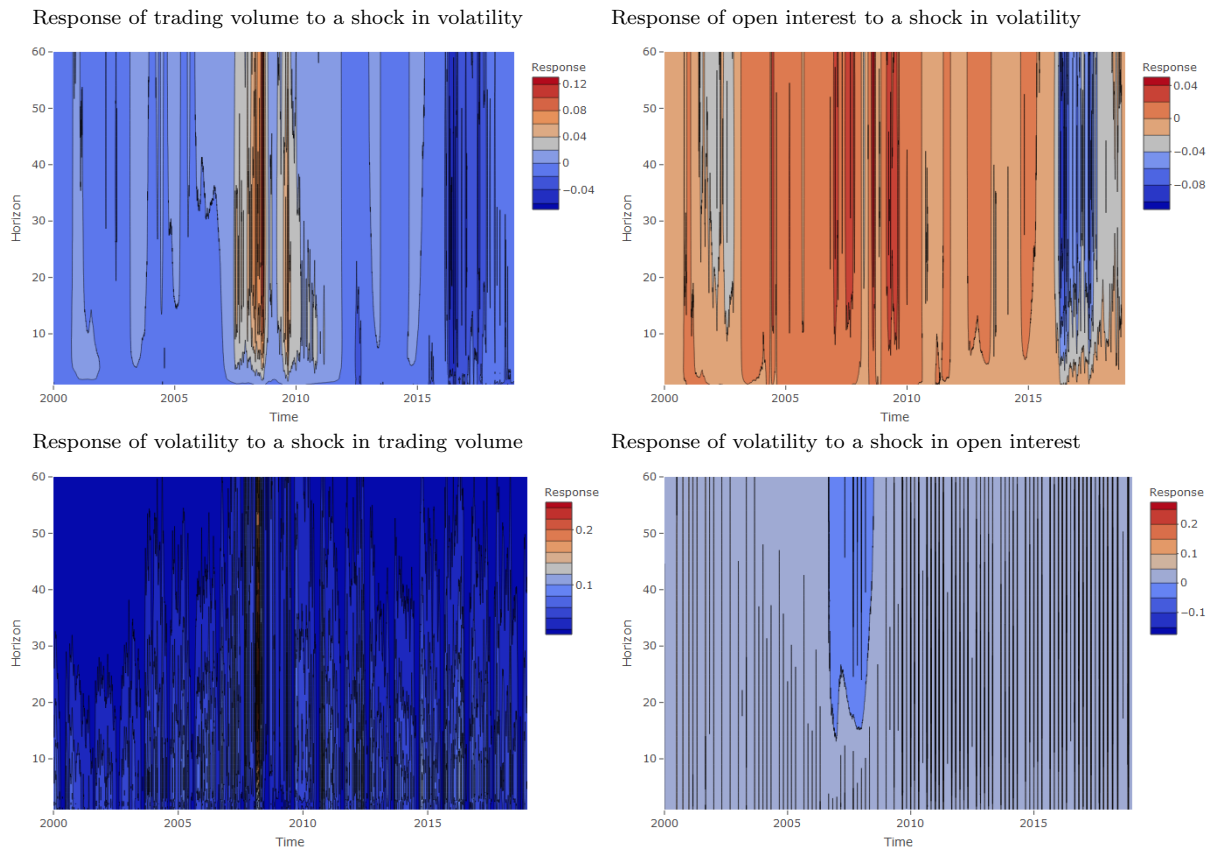 Response of trading volume to a shock in volatility
60
50
40
30
20
10
Horizon
2000 2005 2010 2015
Time
Response
0.12
0.08
0.04
0
−0.04
Response of open interest to a shock in volatility
60
50
40
30
20
10
Horizon
2000 2005 2010 2015
Time
Response
0.04
0
−0.04
−0.08
Response of volatility to a shock in trading volume
60
50
40
30
20
10
Horizon
2000 2005 2010 2015
Time
Response
0.2
0.1
Response of volatility to a shock in open interest
60
50
40
30
20
10
Horizon
2000 2005 2010 2015
Time
Response
0.2
0.1
0
−0.1